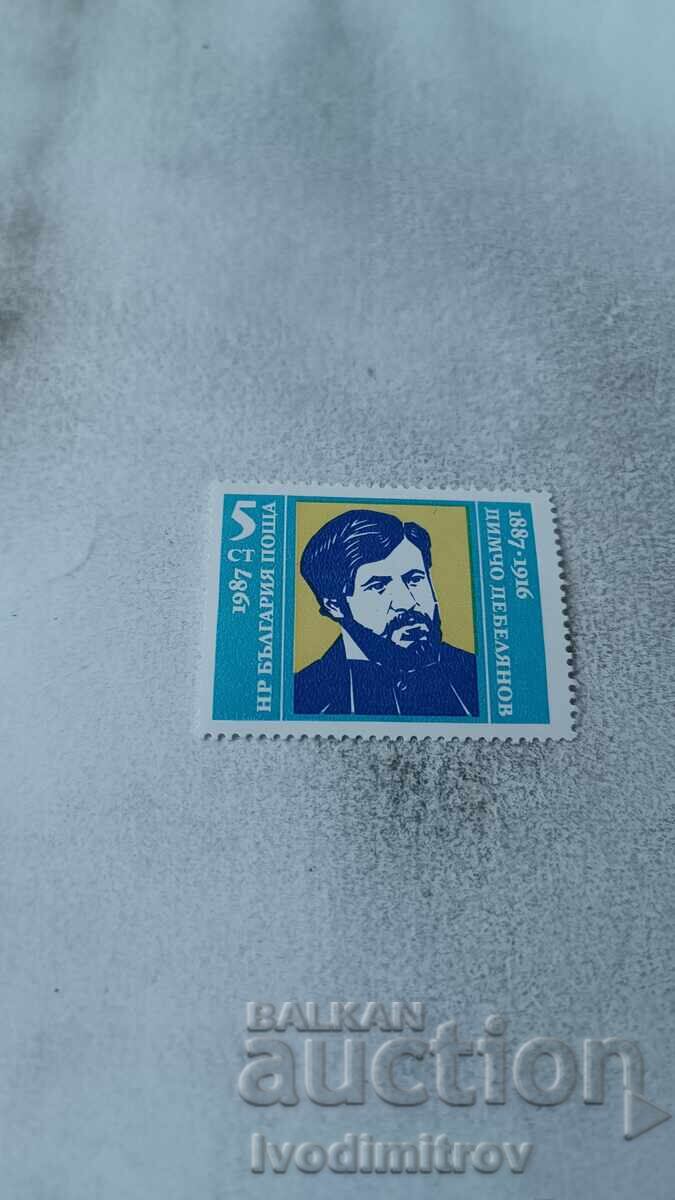 5
СТ
1987
НР БЪЛГАРИЯ ПОЩА
1887·1916
ДИМЧО ДЕБЕЛЯНОВ
BALKAN
auction
Ivodimitrov